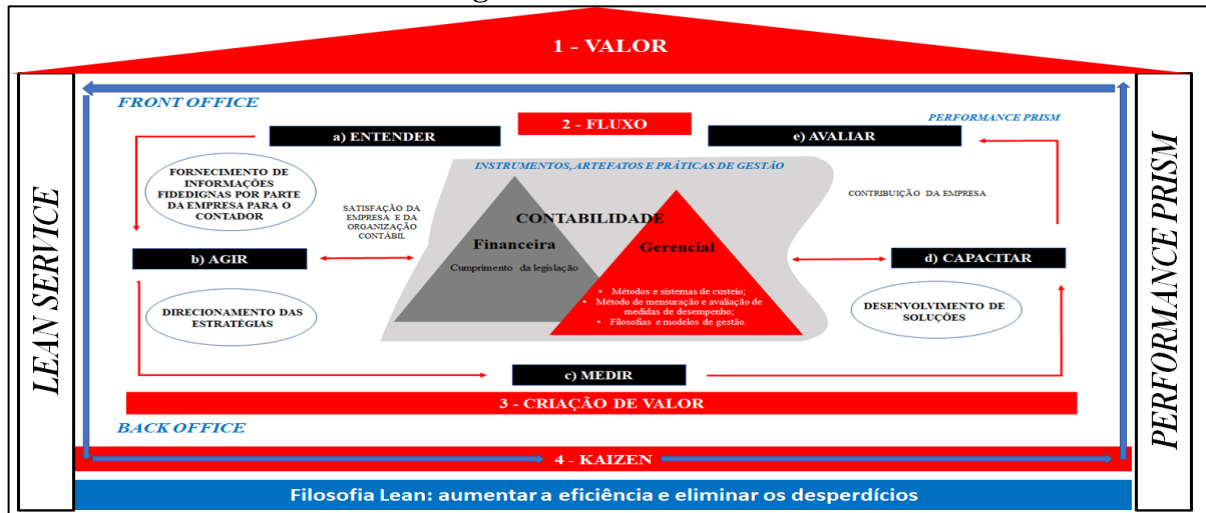 1 - VALOR
LEAN SERVICE
PERFORMANCE PRISM
FRONT OFFICE
2 - FLUXO
PERFORMANCE PRISM
a) ENTENDER
e) AVALIAR
INSTRUMENTOS, ARTEFATOS E PRÁTICAS DE GESTÃO
FORNECIMENTO DE
INFORMAÇÕES
FIDEDIGNAS POR PARTE
DA EMPRESA PARA O
CONTADOR
SATISFAÇÃO DA
EMPRESA E DA
ORGANIZAÇÃO
CONTÁBIL
CONTRIBUIÇÃO DA EMPRESA
CONTABILIDADE
Financeira
Cumprimento da legislação
Gerencial
• Métodos e sistemas de custeio;
• Método de mensuração e avaliação de
medidas de desempenho;
• Filosofias e modelos de gestão.
b) AGIR
d) CAPACITAR
DIRECIONAMENTO DAS
ESTRATÉGIAS
DESENVOLVIMENTO DE
SOLUÇÕES
c) MEDIR
3 - CRIAÇÃO DE VALOR
BACK OFFICE
4 - KAIZEN
Filosofia Lean: aumentar a eficiência e eliminar os desperdícios